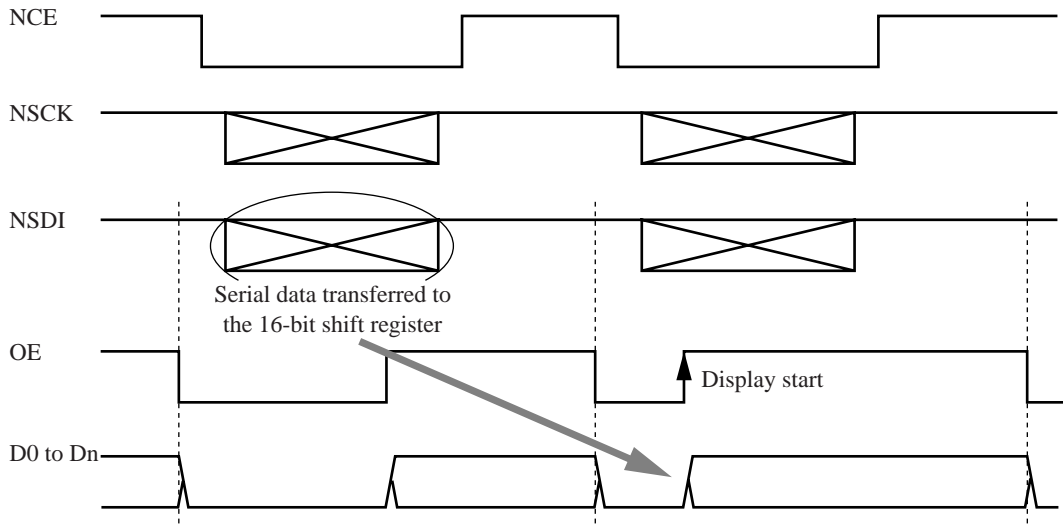 NCE
NSCK
NSDI
Serial data transferred to
the 16-bit shift register
OE
Display start
D0 to Dn